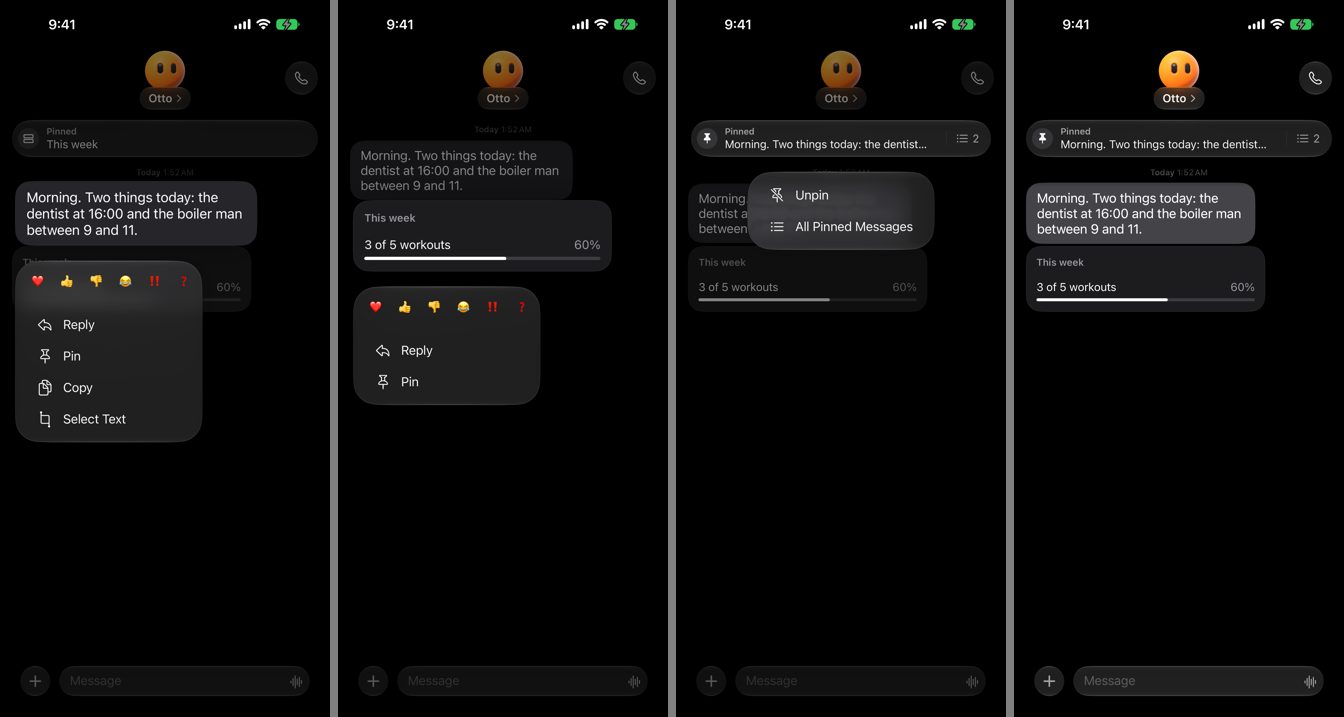 9:41
Otto
Pinned
This week
Today 1:52 AM
Morning. Two things today: the
dentist at 16:00 and the boiler man
between 9 and 11.
This week
60%
Reply
Pin
Copy
Select Text
Message
9:41
Otto
Today 1:52 AM
Morning. Two things today: the
dentist at 16:00 and the boiler man
between 9 and 11.
This week
3 of 5 workouts 60%
Reply
Pin
Message
9:41
Otto
Pinned
Morning. Two things today: the dentist... 2
Morning.
dentist a
between
Unpin
All Pinned Messages
This week
3 of 5 workouts 60%
Message
9:41
Otto
Pinned
Morning. Two things today: the dentist... 2
Today 1:52 AM
Morning. Two things today: the
dentist at 16:00 and the boiler man
between 9 and 11.
This week
3 of 5 workouts 60%
Message